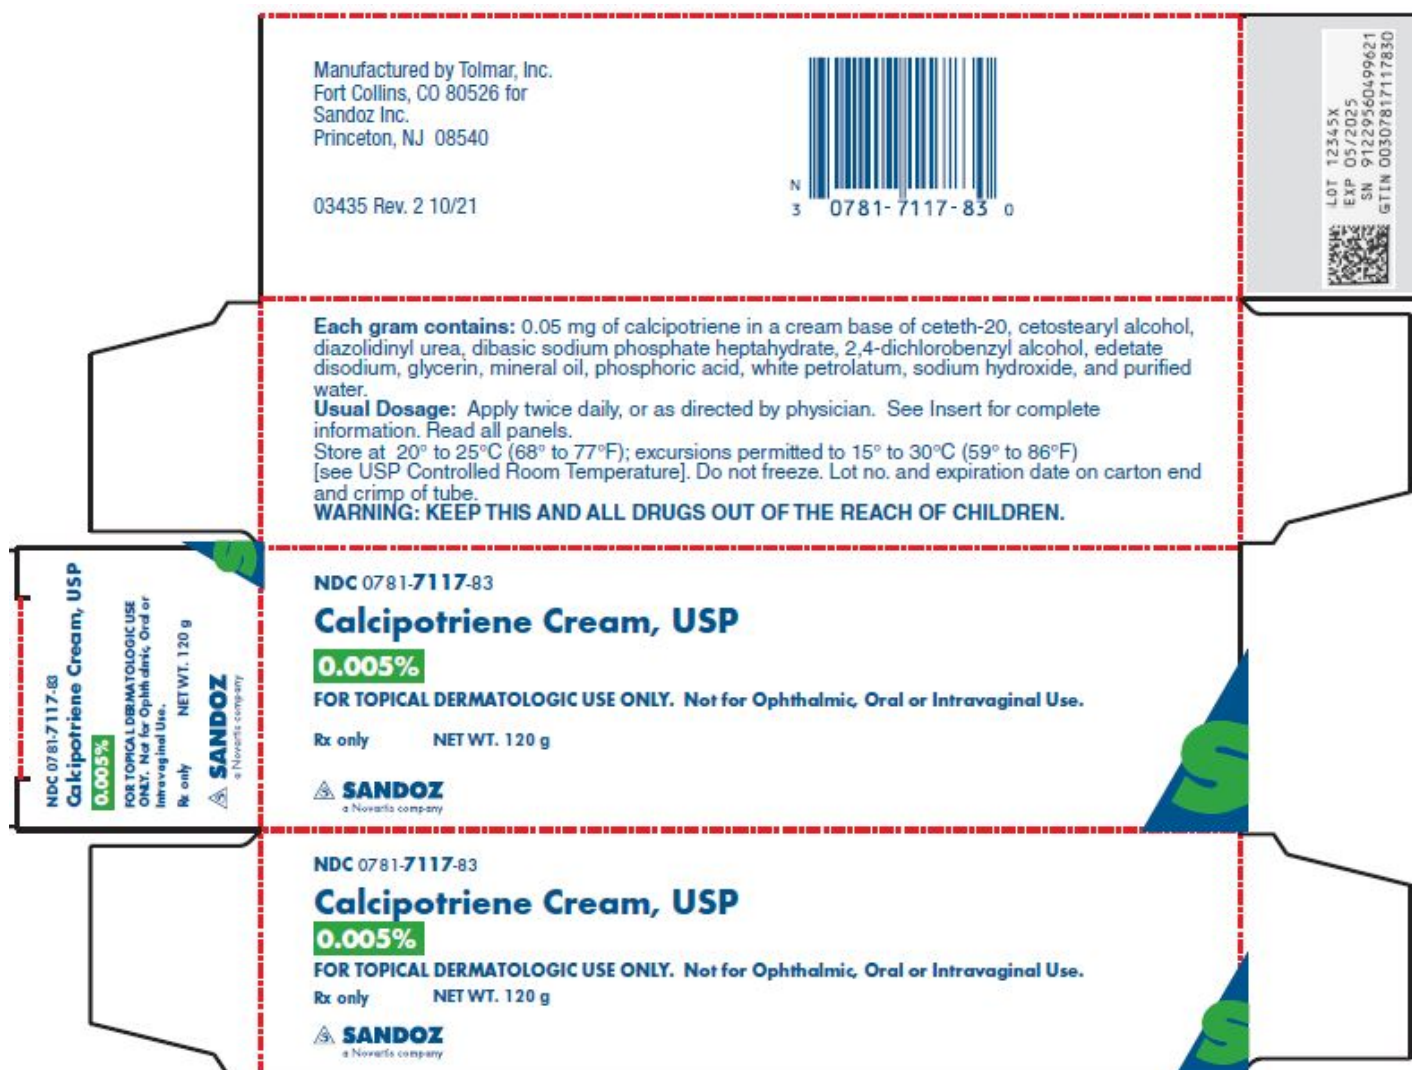 Manufactured by Tolmar, Inc.
Fort Collins, CO 80526 for
Sandoz Inc.
Princeton, NJ  08540
03435 Rev. 2 10/21
N
3 0781-7117-83 0
LOT 12345X
EXP 05/2025
SN 91229560499621
GTIN 00307817117830
Each gram contains: 0.05 mg of calcipotriene in a cream base of ceteth-20, cetostearyl alcohol,
diazolidinyl urea, dibasic sodium phosphate heptahydrate, 2,4-dichlorobenzyl alcohol, edetate
disodium, glycerin, mineral oil, phosphoric acid, white petrolatum, sodium hydroxide, and purified
water.
Usual Dosage: Apply twice daily, or as directed by physician. See Insert for complete
information. Read all panels.
Store at 20° to 25°C (68° to 77°F); excursions permitted to 15° to 30°C (59° to 86°F)
[see USP Controlled Room Temperature]. Do not freeze. Lot no. and expiration date on carton end
and crimp of tube.
WARNING: KEEP THIS AND ALL DRUGS OUT OF THE REACH OF CHILDREN.
NDC 0781-7117-83
Calcipotriene Cream, USP
0.005%
FOR TOPICAL DERMATOLOGIC USE
ONLY. Not for Ophthalmic, Oral or
Intravaginal Use.
Rx only NET WT. 120 g
SANDOZ
a Novartis company
S
NDC 0781-7117-83
Calcipotriene Cream, USP
0.005%
FOR TOPICAL DERMATOLOGIC USE ONLY. Not for Ophthalmic, Oral or Intravaginal Use.
Rx only NET WT. 120 g
SANDOZ
a Novartis company
S
NDC 0781-7117-83
Calcipotriene Cream, USP
0.005%
FOR TOPICAL DERMATOLOGIC USE ONLY. Not for Ophthalmic, Oral or Intravaginal Use.
Rx only NET WT. 120 g
SANDOZ
a Novartis company
S